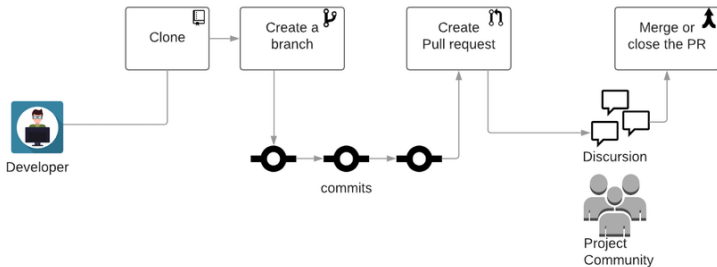 Clone
Create a
branch
Create
Pull request
Merge or
close the PR
Developer
commits
Discursion
Project
Community